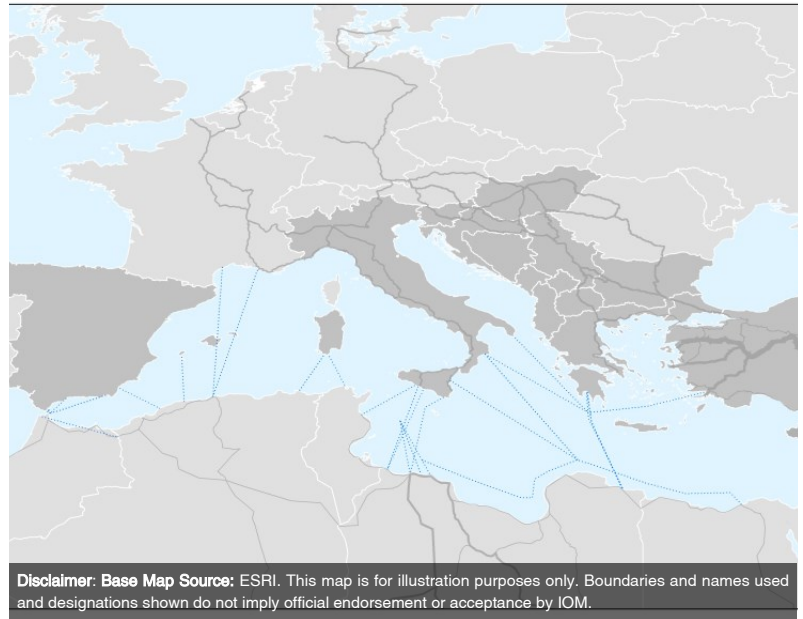 Disclaimer: Base Map Source: ESRI. This map is for illustration purposes only. Boundaries and names used
and designations shown do not imply official endorsement or acceptance by IOM.